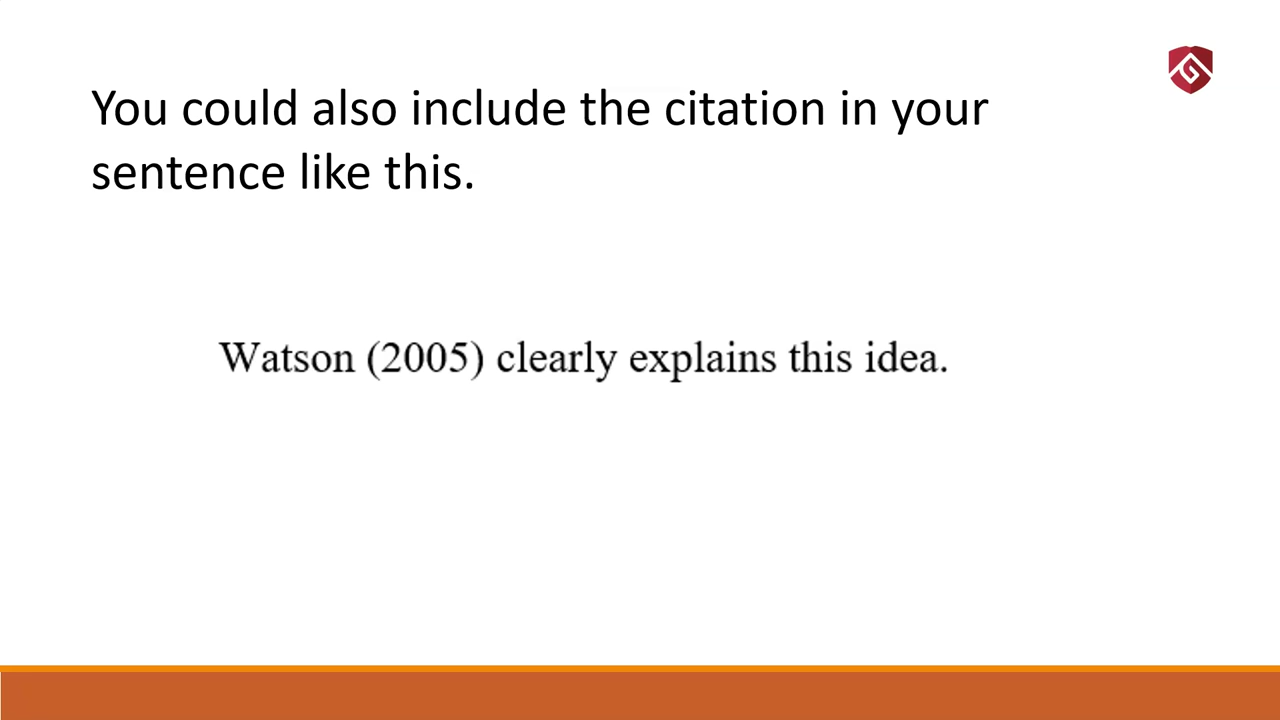 You could also include the citation in your
sentence like this.
Watson (2005) clearly explains this idea.